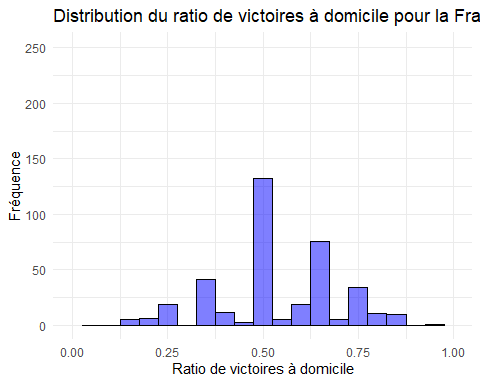 Distribution du ratio de victoires à domicile pour la Fra
250
200
150
100
50
0
Fréquence
0.00 0.25 0.50 0.75 1.00
Ratio de victoires à domicile